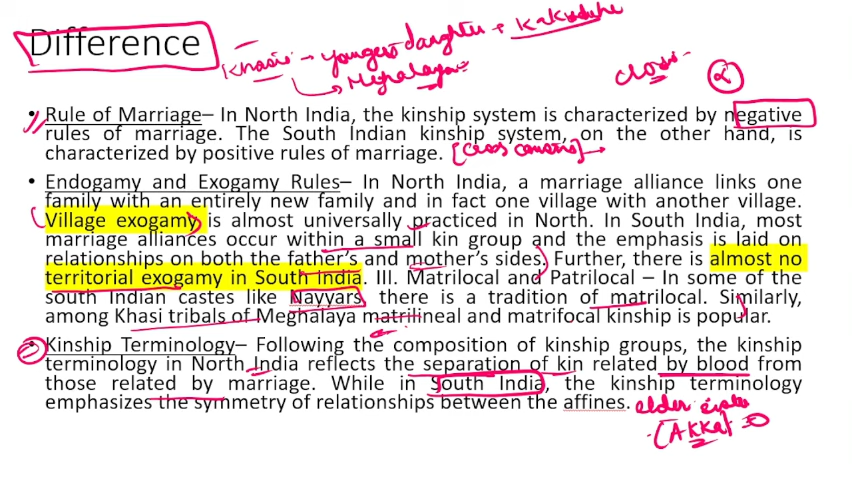 Difference
Khasi → youngest daughter +
Meghalaya
• Rule of Marriage– In North India, the kinship system is characterized by negative
rules of marriage. The South Indian kinship system, on the other hand, is
characterized by positive rules of marriage. [Cross cousins] →
• Endogamy and Exogamy Rules– In North India, a marriage alliance links one
family with an entirely new family and in fact one village with another village.
Village exogamy is almost universally practiced in North. In South India, most
marriage alliances occur within a small kin group and the emphasis is laid on
relationships on both the father’s and mother’s sides. Further, there is almost no
territorial exogamy in South India. III. Matrilocal and Patrilocal – In some of the
south Indian castes like Nayyars, there is a tradition of matrilocal. Similarly,
among Khasi tribals of Meghalaya matrilineal and matrifocal kinship is popular.
• Kinship Terminology– Following the composition of kinship groups, the kinship
terminology in North India reflects the separation of kin related by blood from
those related by marriage. While in South India, the kinship terminology
emphasizes the symmetry of relationships between the affines. elder sister
(Akka)